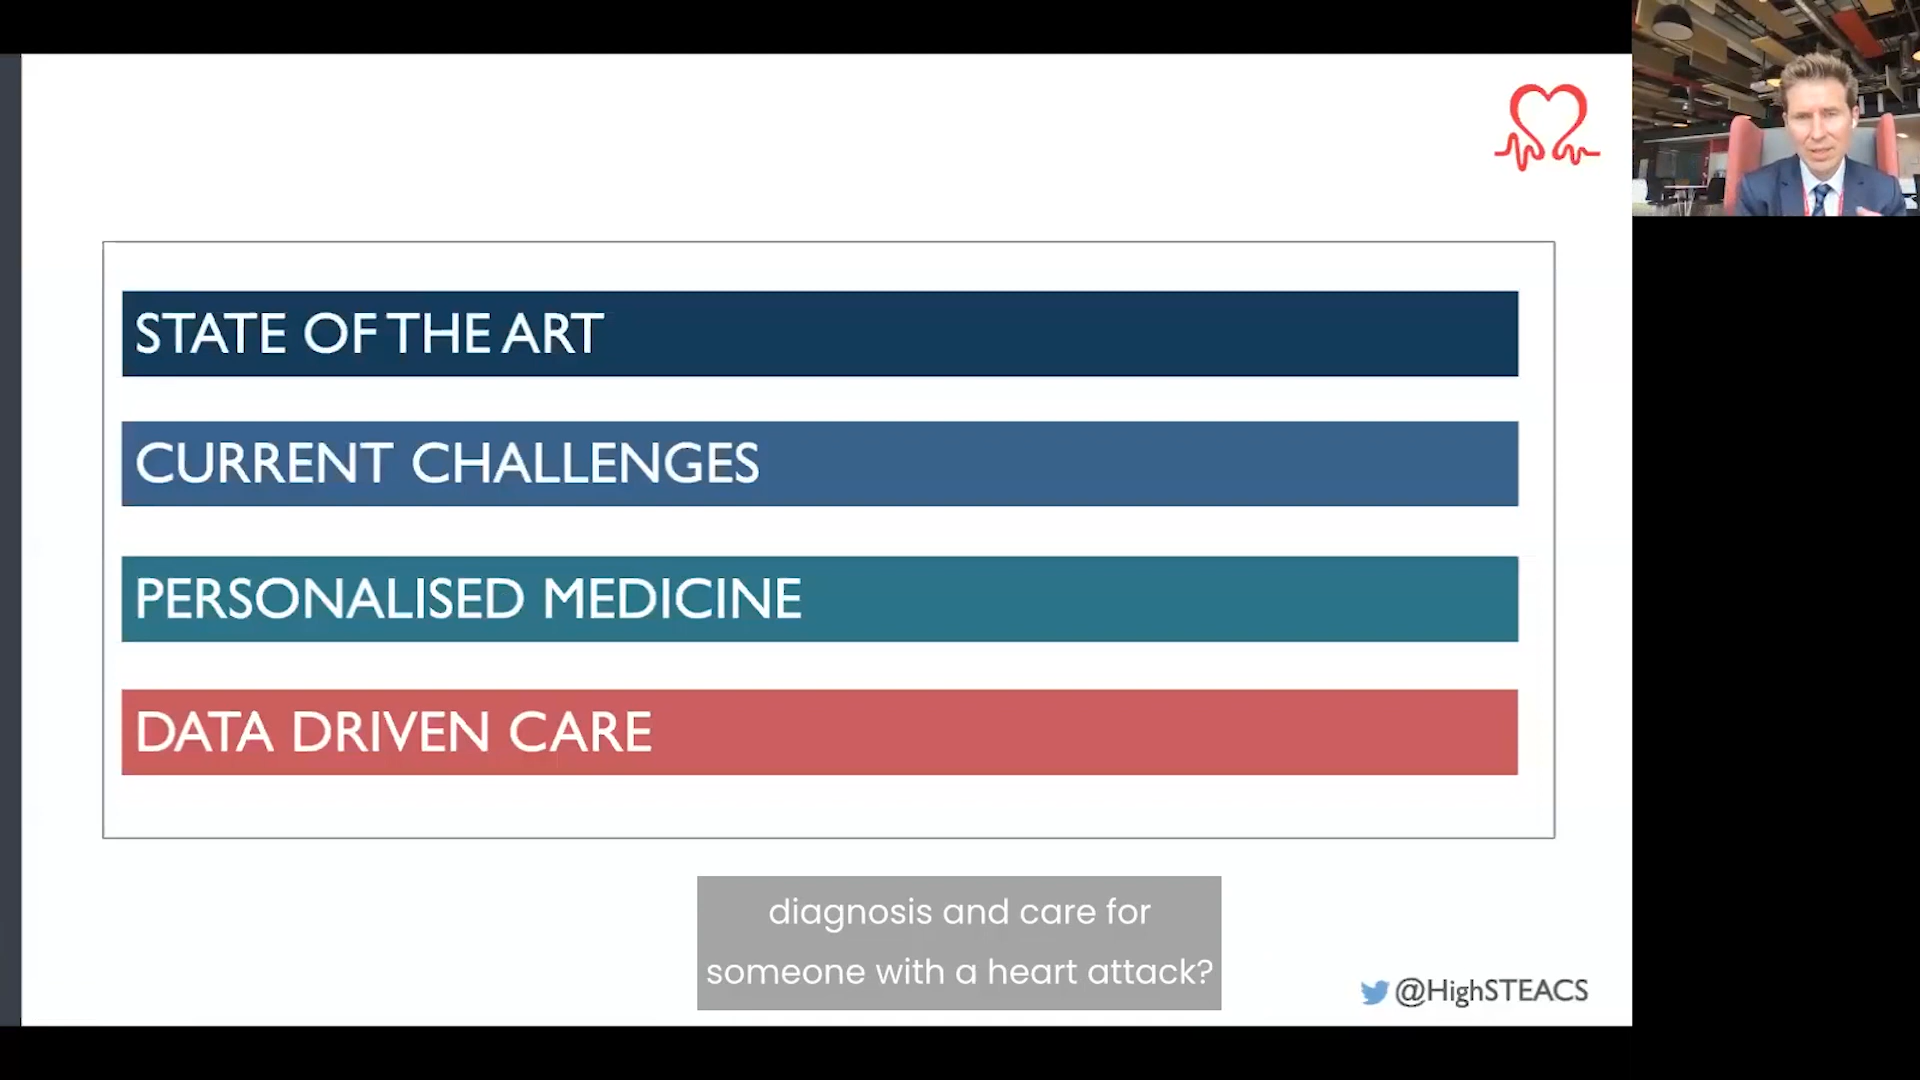 STATE OF THE ART
CURRENT CHALLENGES
PERSONALISED MEDICINE
DATA DRIVEN CARE
diagnosis and care for
someone with a heart attack?
@HighSTEACS